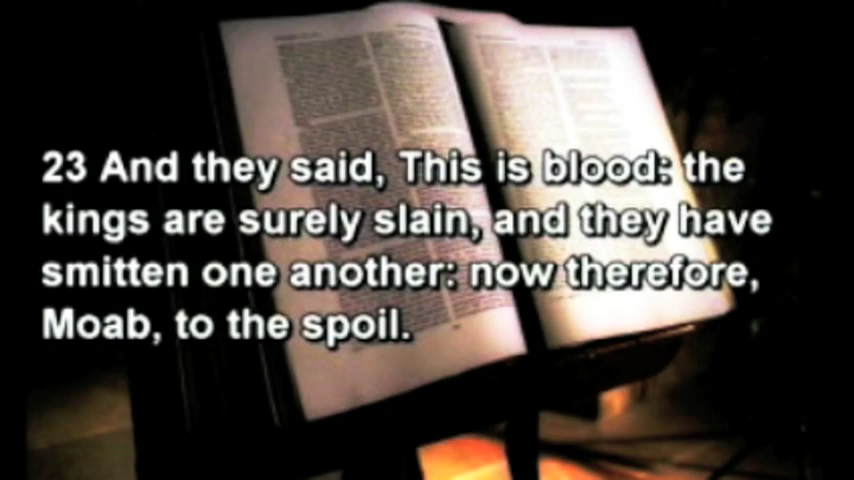 23 And they said, This is blood: the
kings are surely slain, and they have
smitten one another: now therefore,
Moab, to the spoil.